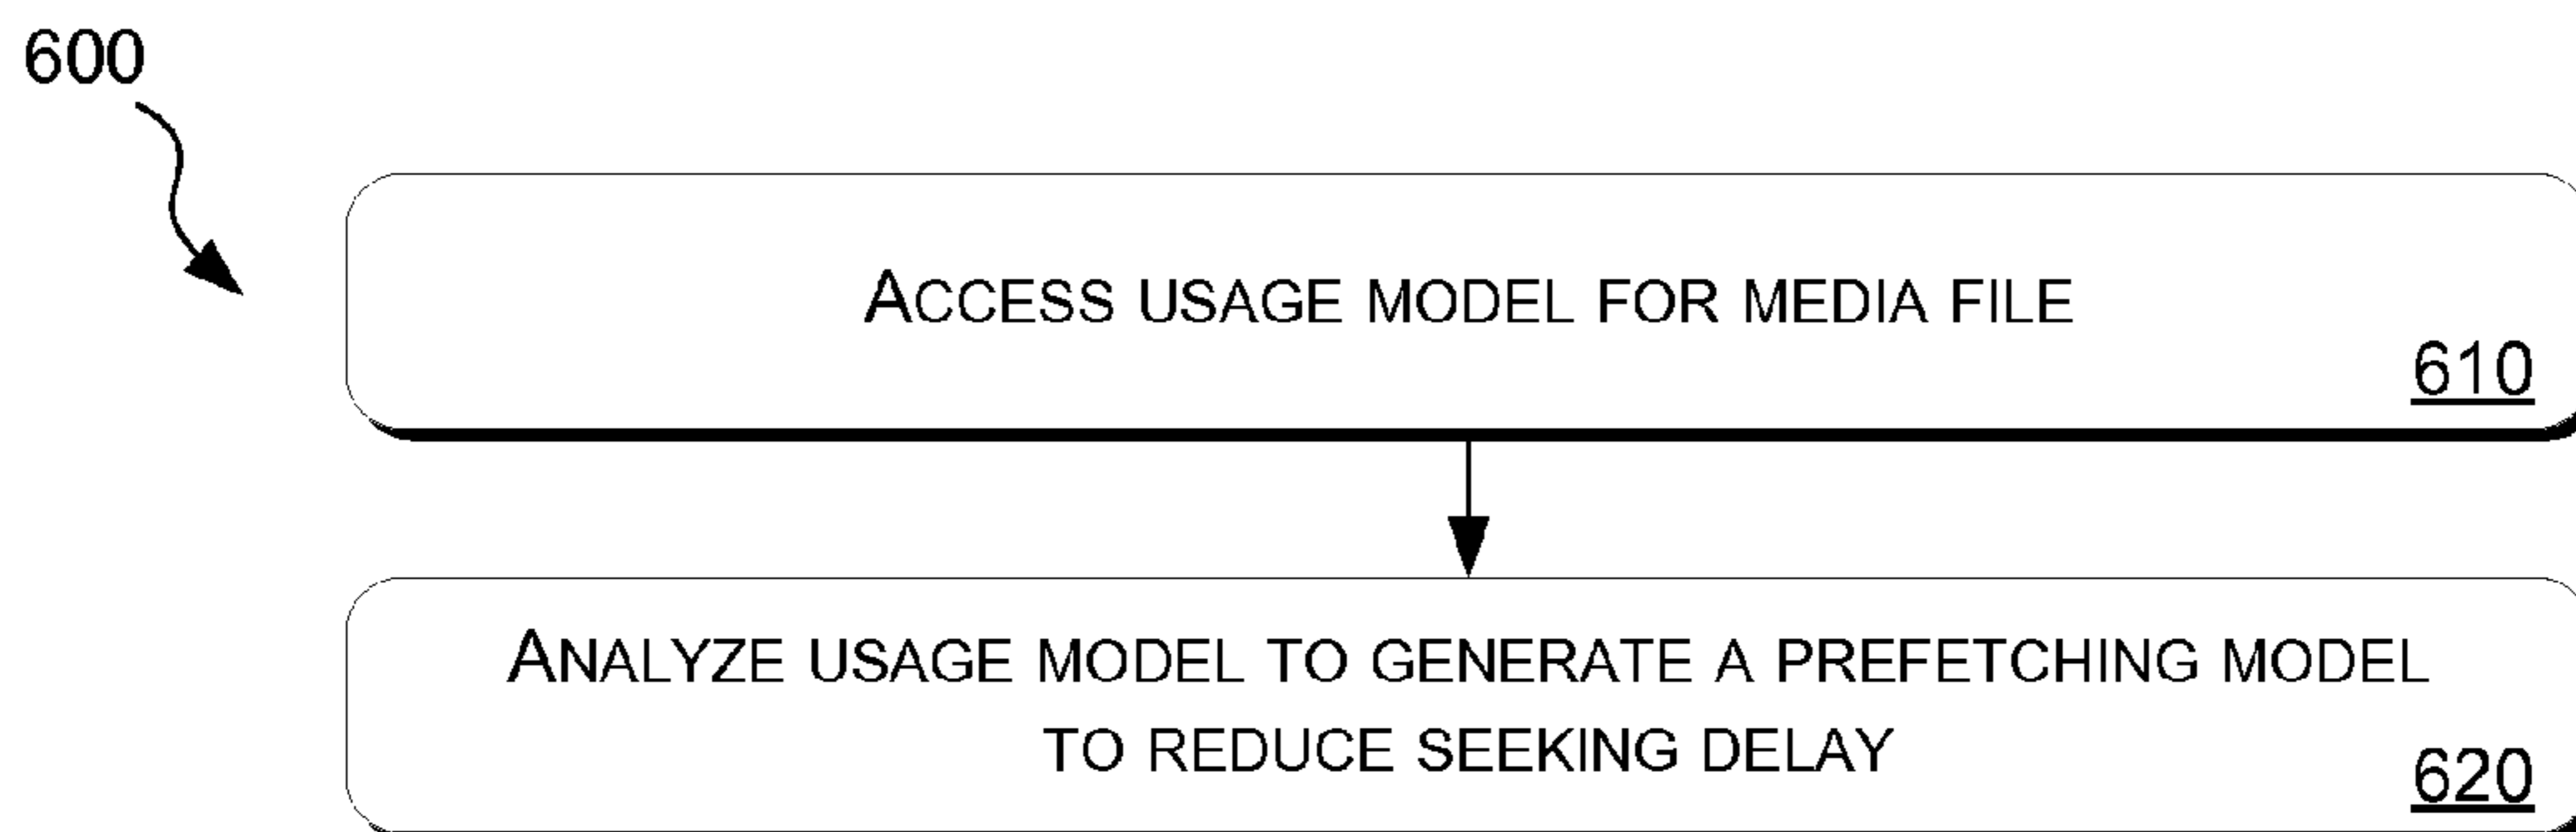 600
ACCESS USAGE MODEL FOR MEDIA FILE
610
ANALYZE USAGE MODEL TO GENERATE A PREFETCHING MODEL
TO REDUCE SEEKING DELAY
620